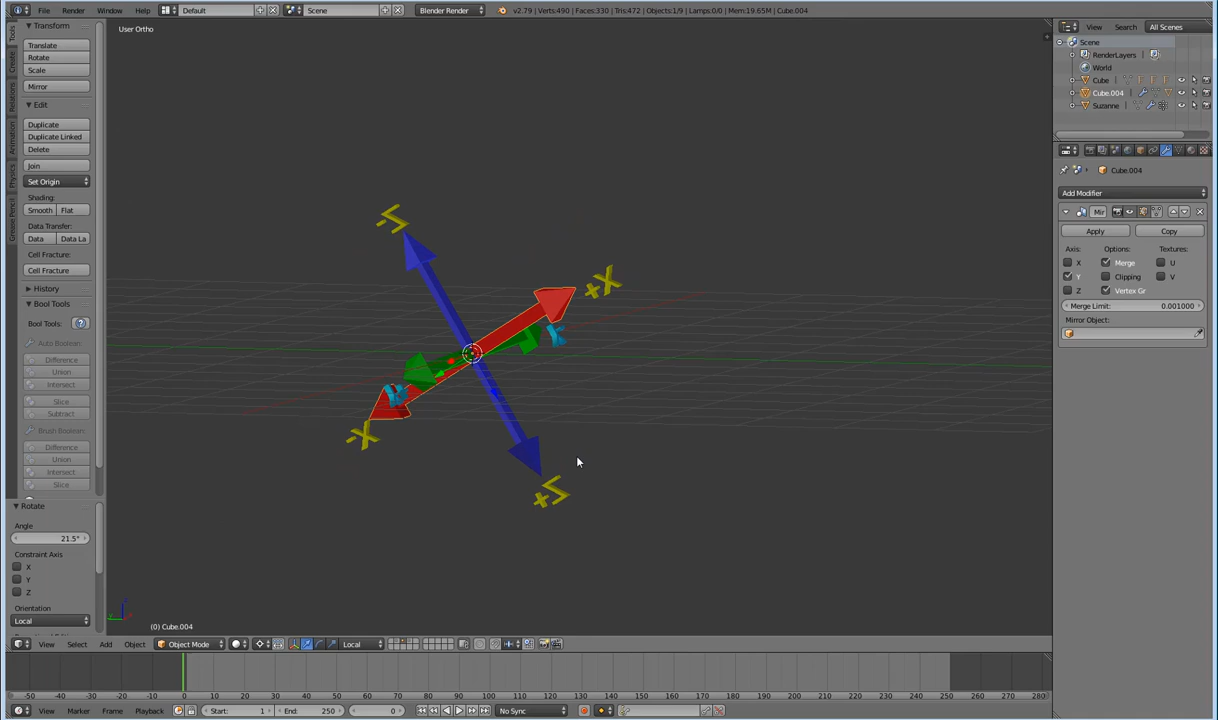 File Render Window Help Default Scene Blender Render v2.79 | Verts:490 | Faces:330 | Tris:472 | Objects:1/9 | Lamps:0/0 | Mem:19.65M | Cube.004
User Ortho
Tools
Create
Relations
Animation
Physics
Grease Pencil
Transform
Translate
Rotate
Scale
Mirror
Edit
Duplicate
Duplicate Linked
Delete
Join
Set Origin
Shading:
Smooth Flat
Data Transfer:
Data Data La
Cell Fracture:
Cell Fracture
History
Bool Tools
Bool Tools:
Auto Boolean
Difference
Union
Intersect
Slice
Subtract
Brush Boolean
Difference
Union
Intersect
Slice
Rotate
Angle
21.5°
Constraint Axis
X
Y
Z
Orientation
Local
+X
-X
(0) Cube.004
View Select Add Object Object Mode Local
-50 -40 -30 -20 -10 0 10 20 30 40 50 60 70 80 90 100 110 120 130 140 150 160 170 180 190 200 210 220 230 240 250 260 270 280
View Marker Frame Playback Start: 1 End: 250 0 No Sync
View Search All Scenes
Scene
RenderLayers
World
Cube
Cube.004
Suzanne
Cube.004
Add Modifier
Mir
Apply Copy
Axis: Options: Textures:
X Merge U
Y Clipping V
Z Vertex Gr
Merge Limit: 0.001000
Mirror Object: